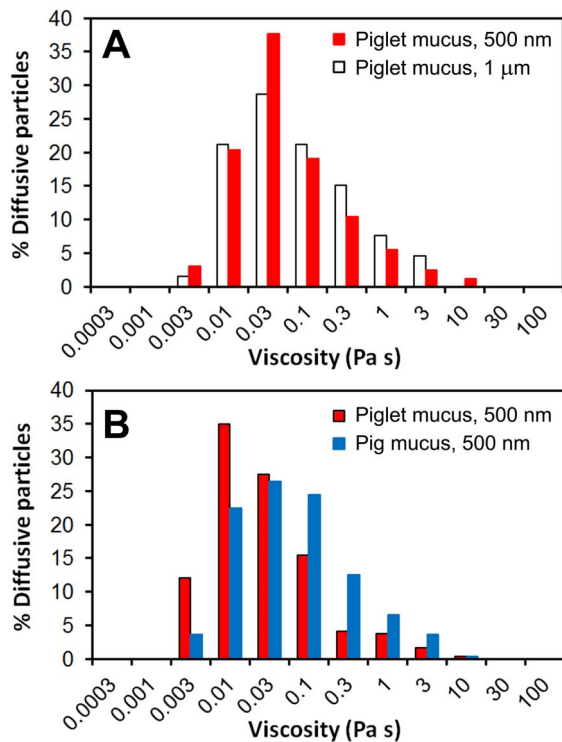 A
Piglet mucus, 500 nm
Piglet mucus, 1 μm
% Diffusive particles
40
35
30
25
20
15
10
5
0
0.0003 0.001 0.003 0.01 0.03 0.1 0.3 1 3 10 30 100
Viscosity (Pa s)
B
Piglet mucus, 500 nm
Pig mucus, 500 nm
% Diffusive particles
40
35
30
25
20
15
10
5
0
0.0003 0.001 0.003 0.01 0.03 0.1 0.3 1 3 10 30 100
Viscosity (Pa s)